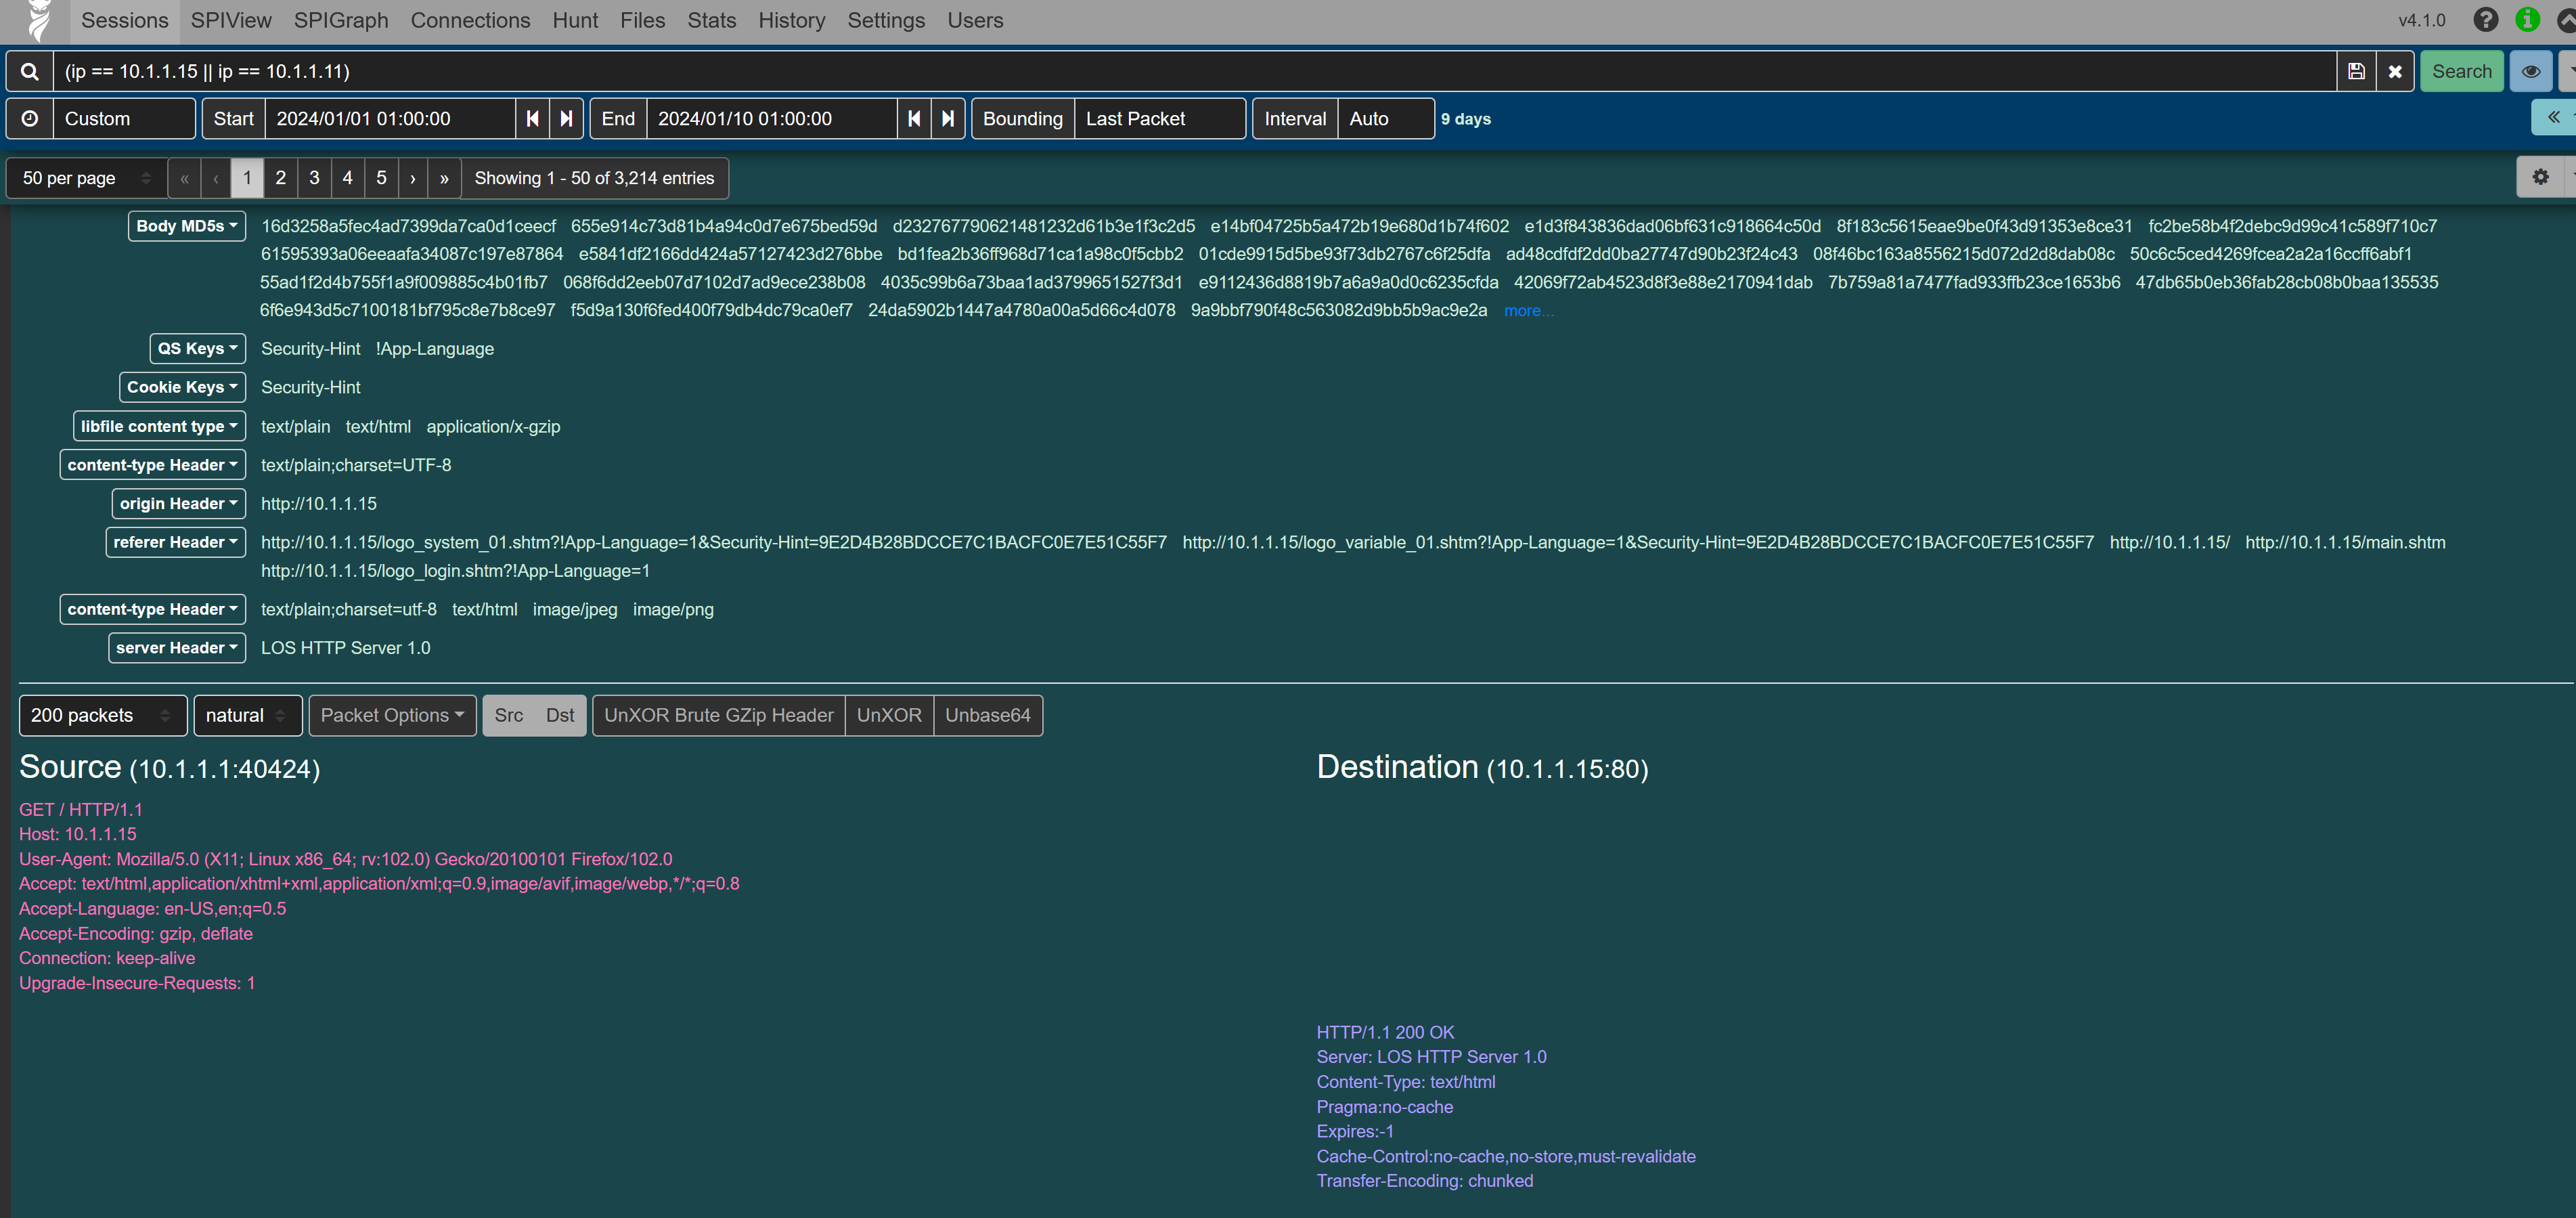 Sessions SPIView SPIGraph Connections Hunt Files Stats History Settings Users v4.1.0
(ip == 10.1.1.15 || ip == 10.1.1.11) Search
Custom Start 2024/01/01 01:00:00 End 2024/01/10 01:00:00 Bounding Last Packet Interval Auto 9 days
50 per page « ‹ 1 2 3 4 5 › » Showing 1 - 50 of 3,214 entries
Body MD5s 16d3258a5fec4ad7399da7ca0d1ceecf 655e914c73d81b4a94c0d7e675bed59d d232767790621481232d61b3e1f3c2d5 e14bf04725b5a472b19e680d1b74f602 e1d3f843836dad06bf631c918664c50d 8f183c5615eae9be0f43d91353e8ce31 fc2be58b4f2debc9d99c41c589f710c7
61595393a06eeaafa34087c197e87864 e5841df2166dd424a57127423d276bbe bd1fea2b36ff968d71ca1a98c0f5cbb2 01cde9915d5be93f73db2767c6f25dfa ad48cdfdf2dd0ba27747d90b23f24c43 08f46bc163a8556215d072d2d8dab08c 50c6c5ced4269fcea2a2a16ccff6abf1
55ad1f2d4b755f1a9f009885c4b01fb7 068f6dd2eeb07d7102d7ad9ece238b08 4035c99b6a73baa1ad3799651527f3d1 e9112436d8819b7a6a9a0d0c6235cfda 42069f72ab4523d8f3e88e2170941dab 7b759a81a7477fad933ffb23ce1653b6 47db65b0eb36fab28cb08b0baa135535
6f6e943d5c7100181bf795c8e7b8ce97 f5d9a130f6fed400f79db4dc79ca0ef7 24da5902b1447a4780a00a5d66c4d078 9a9bbf790f48c563082d9bb5b9ac9e2a more...
QS Keys Security-Hint !App-Language
Cookie Keys Security-Hint
libfile content type text/plain text/html application/x-gzip
content-type Header text/plain;charset=UTF-8
origin Header http://10.1.1.15
referer Header http://10.1.1.15/logo_system_01.shtm?!App-Language=1&Security-Hint=9E2D4B28BDCCE7C1BACFC0E7E51C55F7 http://10.1.1.15/logo_variable_01.shtm?!App-Language=1&Security-Hint=9E2D4B28BDCCE7C1BACFC0E7E51C55F7 http://10.1.1.15/ http://10.1.1.15/main.shtm
http://10.1.1.15/logo_login.shtm?!App-Language=1
content-type Header text/plain;charset=utf-8 text/html image/jpeg image/png
server Header LOS HTTP Server 1.0
200 packets natural Packet Options Src Dst UnXOR Brute GZip Header UnXOR Unbase64
Source (10.1.1.1:40424) Destination (10.1.1.15:80)
GET / HTTP/1.1
Host: 10.1.1.15
User-Agent: Mozilla/5.0 (X11; Linux x86_64; rv:102.0) Gecko/20100101 Firefox/102.0
Accept: text/html,application/xhtml+xml,application/xml;q=0.9,image/avif,image/webp,*/*;q=0.8
Accept-Language: en-US,en;q=0.5
Accept-Encoding: gzip, deflate
Connection: keep-alive
Upgrade-Insecure-Requests: 1
HTTP/1.1 200 OK
Server: LOS HTTP Server 1.0
Content-Type: text/html
Pragma:no-cache
Expires:-1
Cache-Control:no-cache,no-store,must-revalidate
Transfer-Encoding: chunked